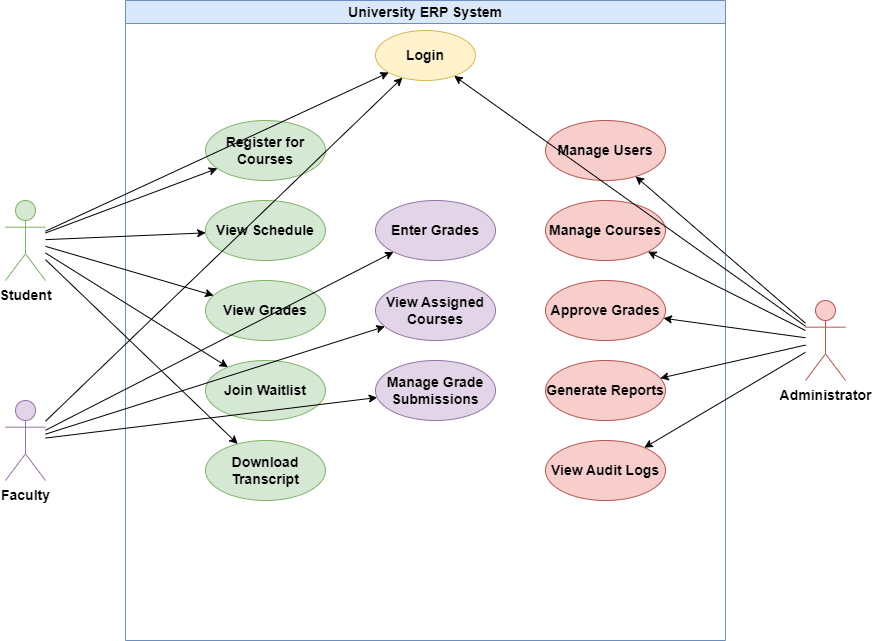 University ERP System
Login
Register for
Courses
Manage Users
View Schedule
Enter Grades
Manage Courses
Student
View Grades
View Assigned
Courses
Approve Grades
Join Waitlist
Manage Grade
Submissions
Generate Reports
Administrator
Download
Transcript
View Audit Logs
Faculty